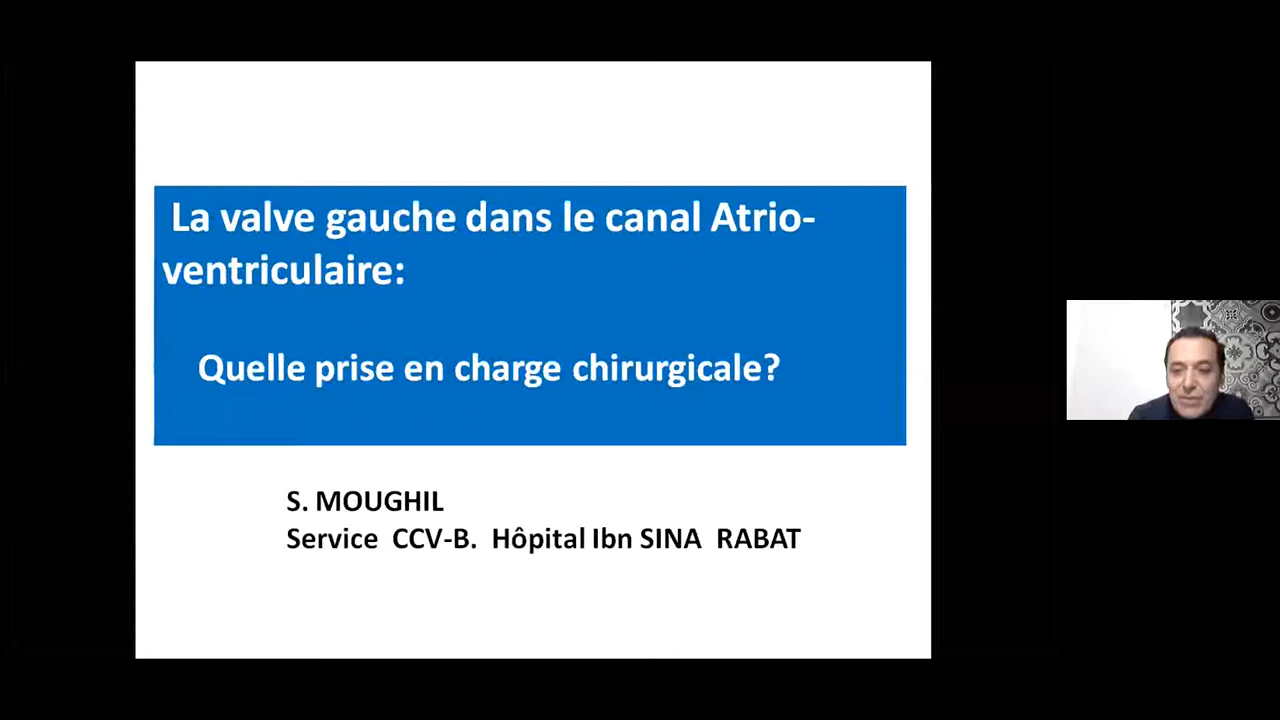 La valve gauche dans le canal Atrio-
ventriculaire:
Quelle prise en charge chirurgicale?
S. MOUGHIL
Service CCV-B. Hôpital Ibn SINA RABAT